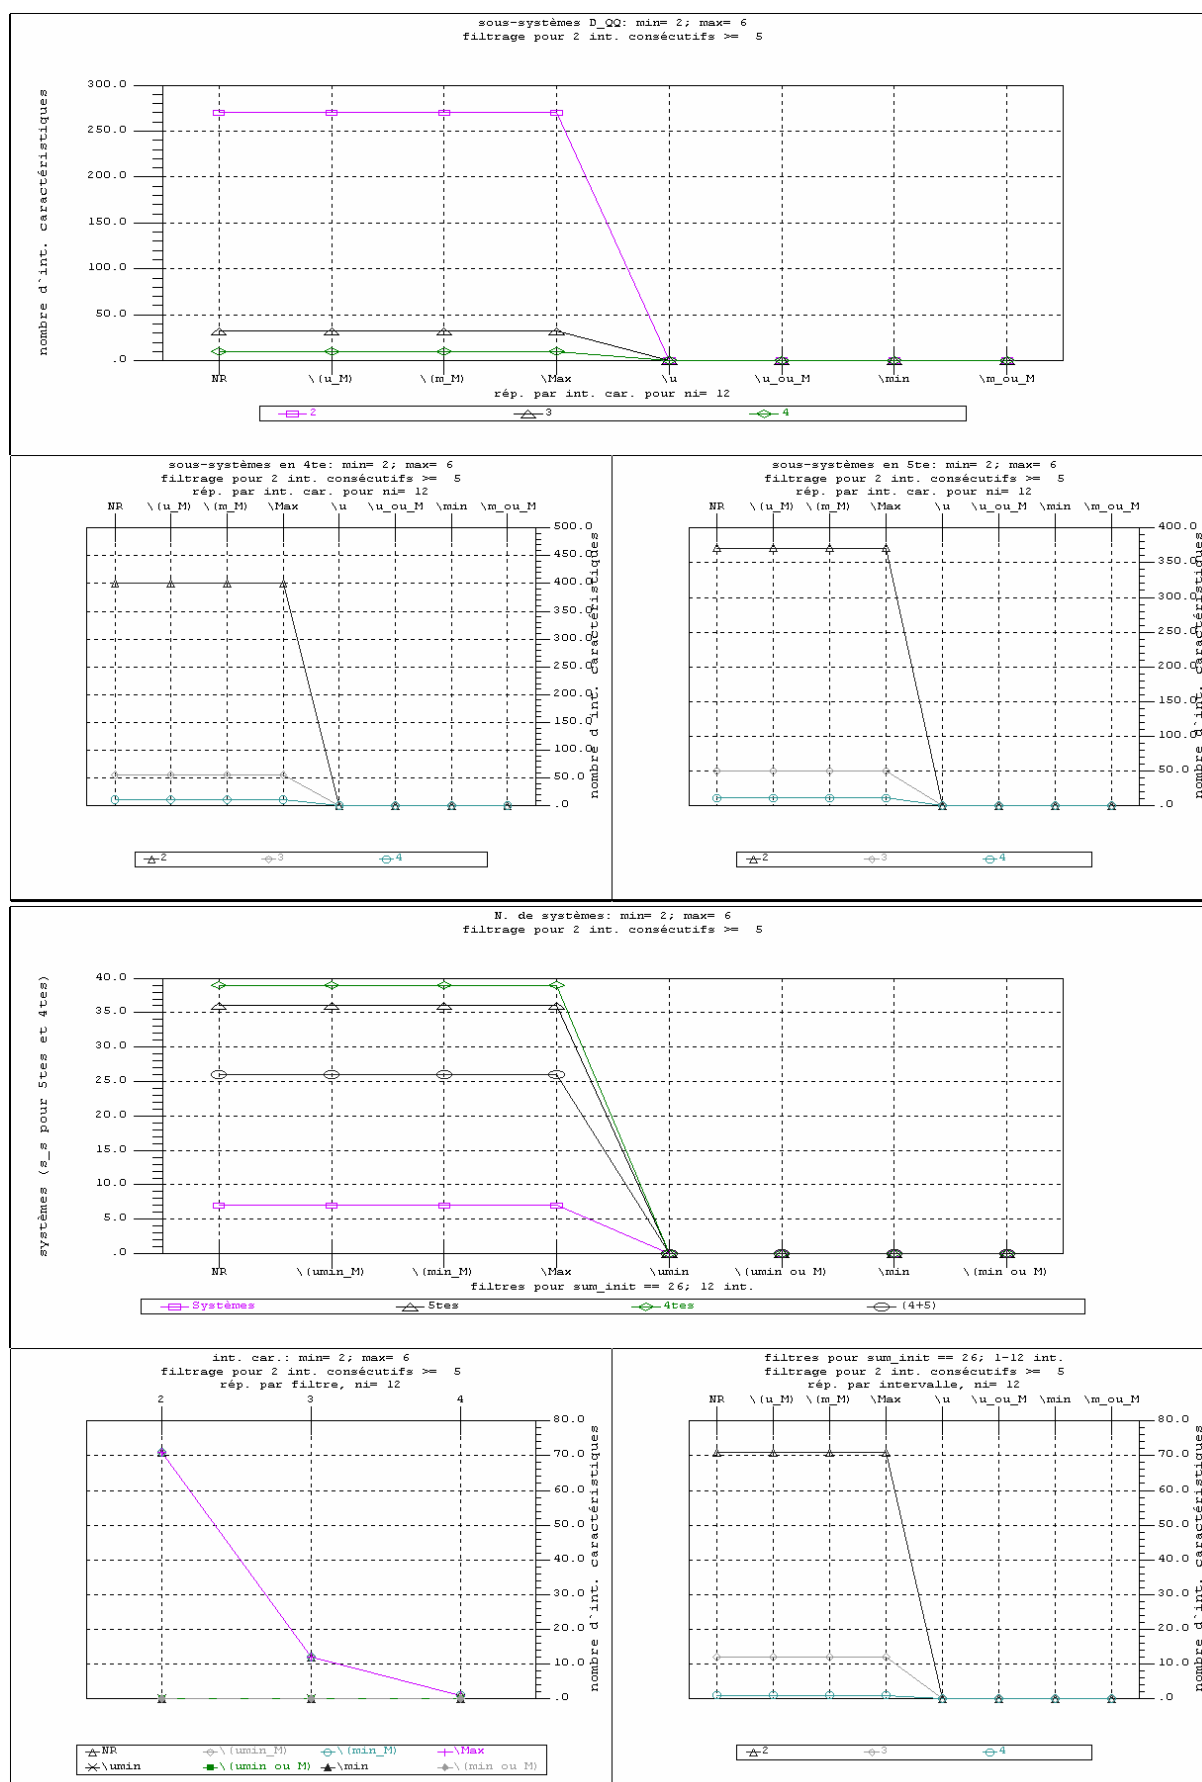 sous-systèmes D_QQ: min= 2; max= 6
filtrage pour 2 int. consécutifs >=  5
nombre d`int. caractéristiques
300.0
250.0
200.0
150.0
100.0
50.0
.0
NR \(u_M) \(m_M) \Max \u \u_ou_M \min \m_ou_M
rép. par int. car. pour ni= 12
2 3 4
sous-systèmes en 4te: min= 2; max= 6
filtrage pour 2 int. consécutifs >=  5
rép. par int. car. pour ni= 12
NR \(u_M) \(m_M) \Max \u \u_ou_M \min \m_ou_M
500.0
450.0
400.0
350.0
300.0
250.0
200.0
150.0
100.0
50.0
.0
nombre d`int. caractéristiques
2 3 4
sous-systèmes en 5te: min= 2; max= 6
filtrage pour 2 int. consécutifs >=  5
rép. par int. car. pour ni= 12
NR \(u_M) \(m_M) \Max \u \u_ou_M \min \m_ou_M
400.0
350.0
300.0
250.0
200.0
150.0
100.0
50.0
.0
nombre d`int. caractéristiques
2 3 4
N. de systèmes: min= 2; max= 6
filtrage pour 2 int. consécutifs >=  5
systèmes (s_s pour 5tes et 4tes)
40.0
35.0
30.0
25.0
20.0
15.0
10.0
5.0
.0
NR \(umin_M) \(min_M) \Max \umin \(umin ou M) \min \(min ou M)
filtres pour sum_init == 26; 12 int.
Systèmes 5tes 4tes (4+5)
int. car.: min= 2; max= 6
filtrage pour 2 int. consécutifs >=  5
rép. par filtre, ni= 12
2 3 4
80.0
70.0
60.0
50.0
40.0
30.0
20.0
10.0
.0
nombre d`int. caractéristiques
NR \(umin_M) \(min_M) \Max
\umin \(umin ou M) \min \(min ou M)
filtres pour sum_init == 26; 1-12 int.
filtrage pour 2 int. consécutifs >=  5
rép. par intervalle, ni= 12
NR \(u_M) \(m_M) \Max \u \u_ou_M \min \m_ou_M
80.0
70.0
60.0
50.0
40.0
30.0
20.0
10.0
.0
nombre d`int. caractéristiques
2 3 4